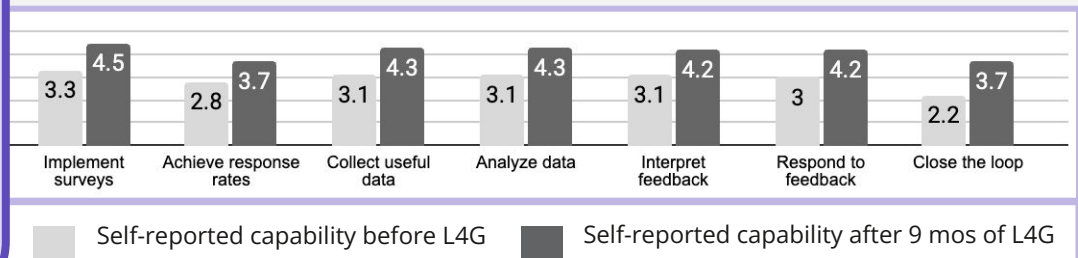 3.3
4.5
2.8
3.7
3.1
4.3
3.1
4.3
3.1
4.2
3
4.2
2.2
3.7
Implement
surveys
Achieve response
rates
Collect useful
data
Analyze data
Interpret
feedback
Respond to
feedback
Close the loop
Self-reported capability before L4G
Self-reported capability after 9 mos of L4G